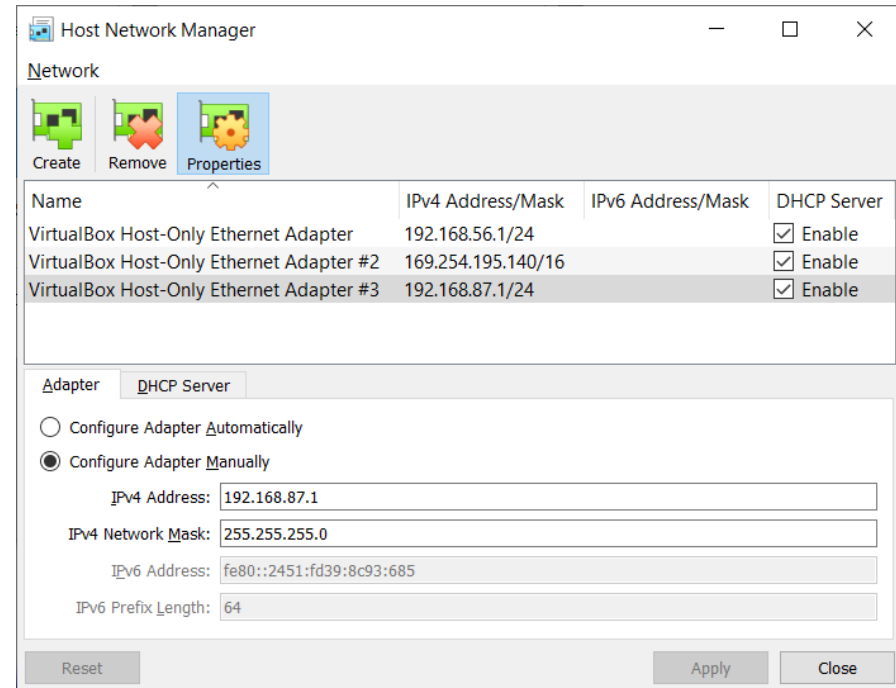 Host Network Manager
Network
Create Remove Properties
Name IPv4 Address/Mask IPv6 Address/Mask DHCP Server
VirtualBox Host-Only Ethernet Adapter 192.168.56.1/24 Enable
VirtualBox Host-Only Ethernet Adapter #2 169.254.195.140/16 Enable
VirtualBox Host-Only Ethernet Adapter #3 192.168.87.1/24 Enable
Adapter DHCP Server
Configure Adapter Automatically
Configure Adapter Manually
IPv4 Address: 192.168.87.1
IPv4 Network Mask: 255.255.255.0
IPv6 Address: fe80::2451:fd39:8c93:685
IPv6 Prefix Length: 64
Reset Apply Close